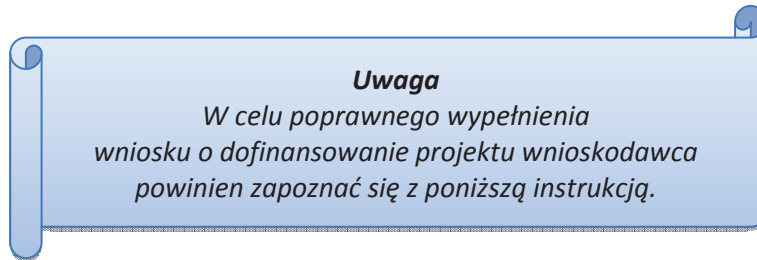 Uwaga
W celu poprawnego wypełnienia
wniosku o dofinansowanie projektu wnioskodawca
powinien zapoznać się z poniższą instrukcją.